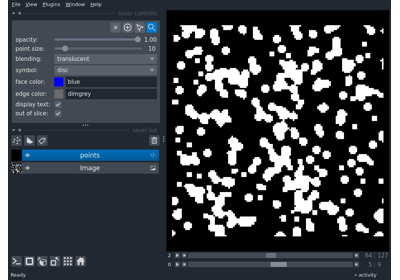 File View Plugins Window Help
layer controls
opacity: 1.00
point size: 10
blending: translucent
symbol: disc
face color: blue
edge color: dimgrey
display text:
out of slice:
layer list
points
Image
2 64 127
0 5 9
Ready activity